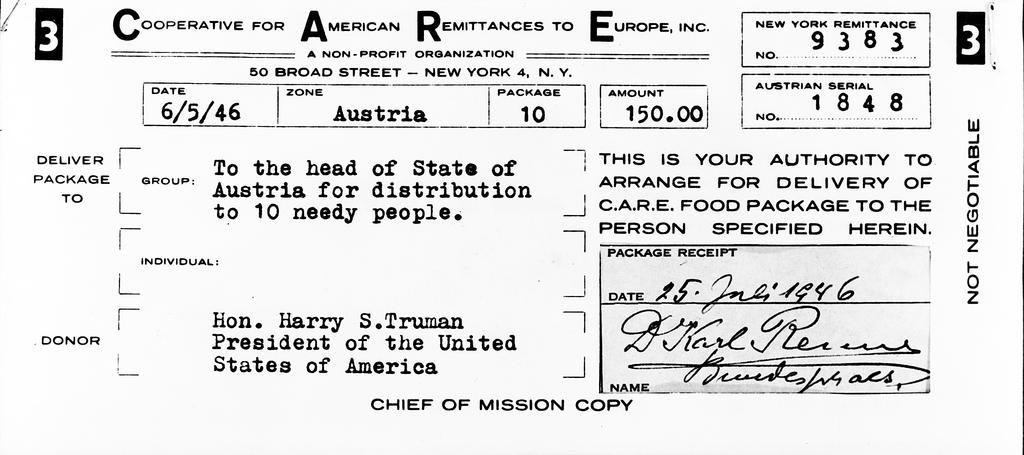 3
COOPERATIVE FOR AMERICAN REMITTANCES TO EUROPE, INC.
A NON-PROFIT ORGANIZATION
50 BROAD STREET — NEW YORK 4, N. Y.
NEW YORK REMITTANCE
NO. 9383
3
DATE
6/5/46
ZONE
Austria
PACKAGE
10
AMOUNT
150.00
AUSTRIAN SERIAL
NO. 1848
DELIVER
PACKAGE
TO
GROUP:
To the head of State of
Austria for distribution
to 10 needy people.
INDIVIDUAL:
DONOR
Hon. Harry S.Truman
President of the United
States of America
THIS IS YOUR AUTHORITY TO
ARRANGE FOR DELIVERY OF
C.A.R.E. FOOD PACKAGE TO THE
PERSON SPECIFIED HEREIN.
PACKAGE RECEIPT
DATE 25. Juli 1946
Dr Karl Renner
NAME
CHIEF OF MISSION COPY
NOT NEGOTIABLE